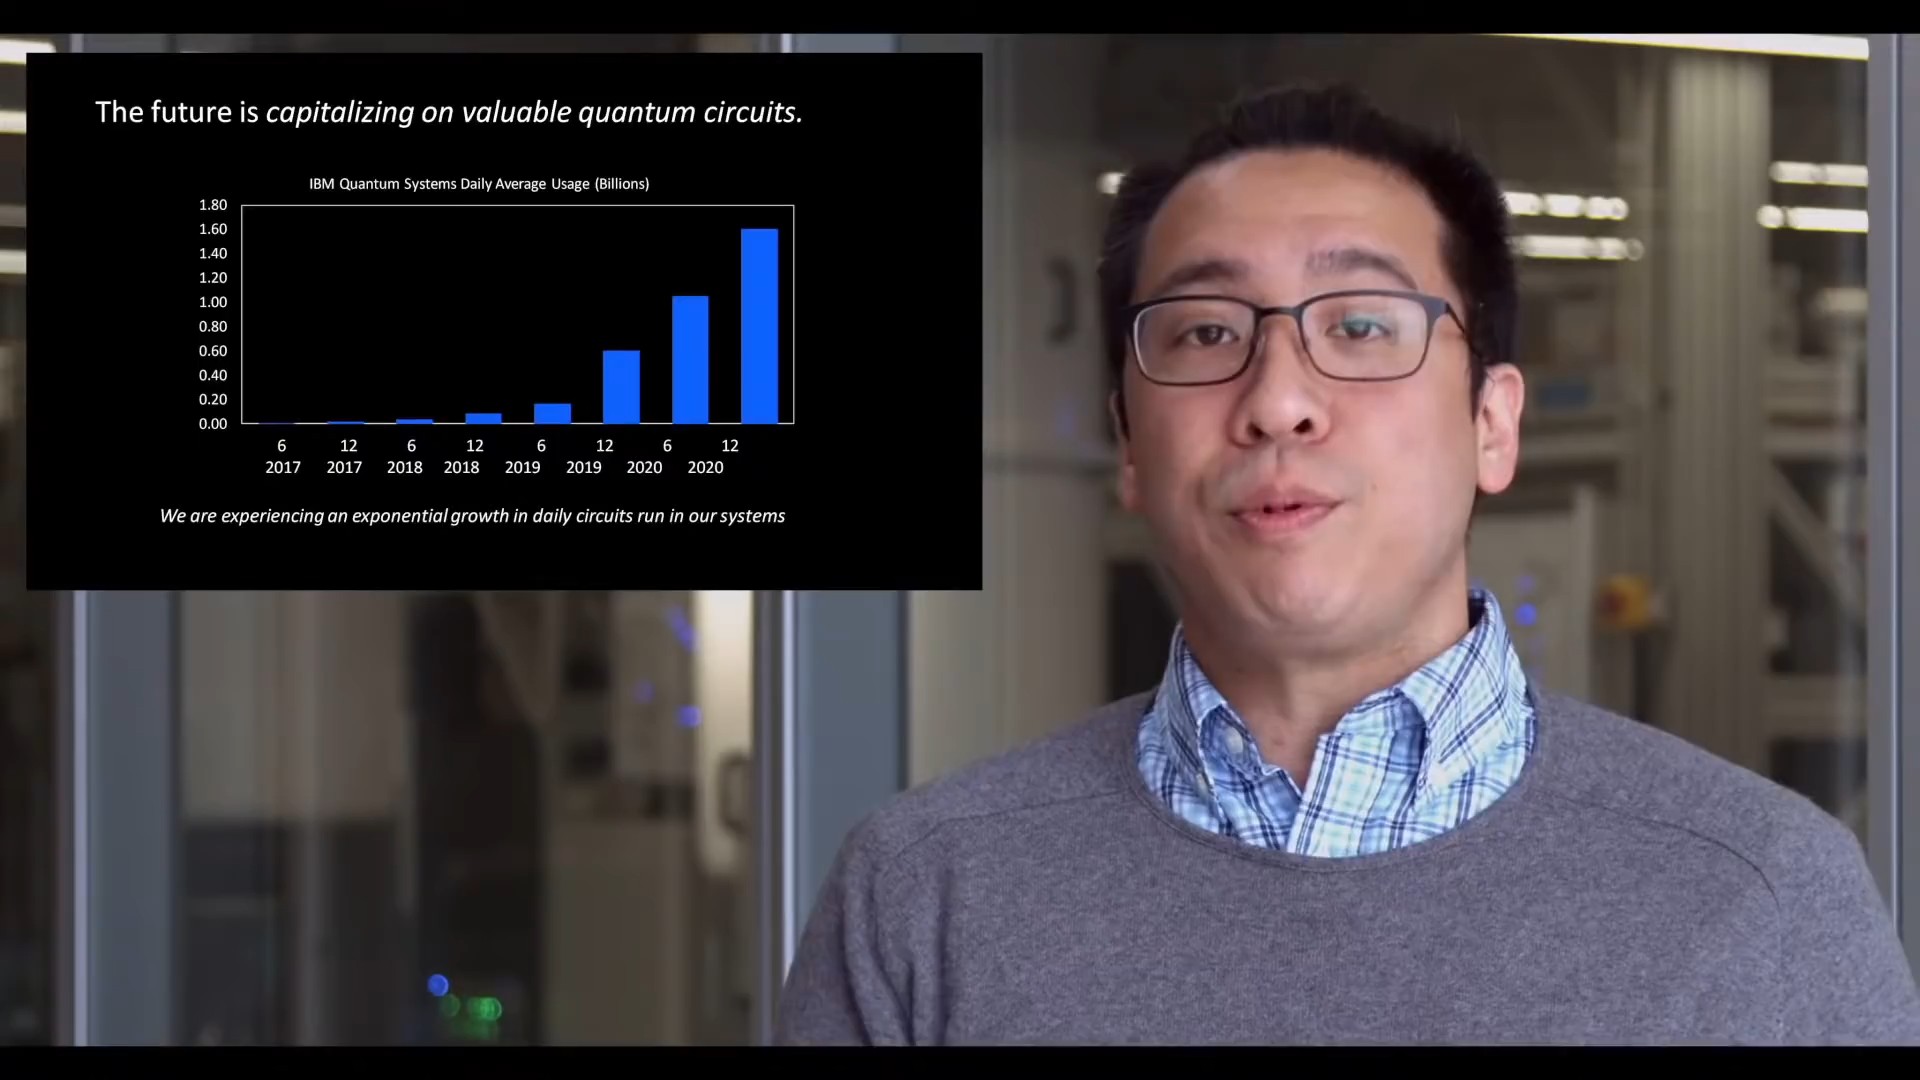 The future is capitalizing on valuable quantum circuits.
IBM Quantum Systems Daily Average Usage (Billions)
1.80
1.60
1.40
1.20
1.00
0.80
0.60
0.40
0.20
0.00
6 12 6 12 6 12 6 12
2017 2017 2018 2018 2019 2019 2020 2020
We are experiencing an exponential growth in daily circuits run in our systems